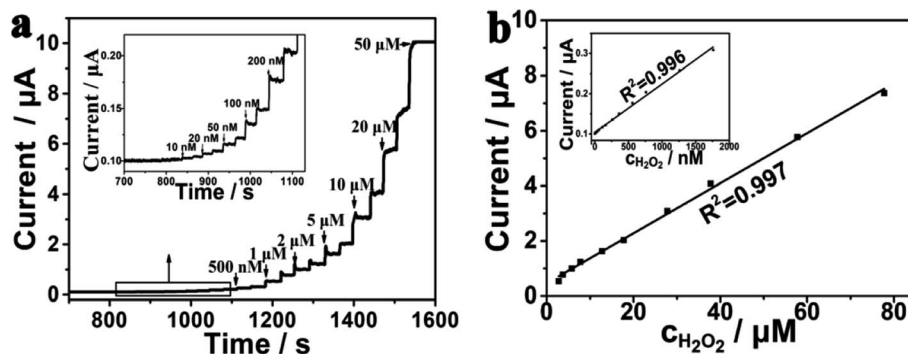 a
Current / μA
10
8
6
4
2
0
800
1000
1200
1400
1600
Time / s
500 nM
1 μM
2 μM
5 μM
10 μM
20 μM
50 μM
Current / μA
0.20
0.15
0.10
700
800
900
1000
1100
Time / s
10 nM
20 nM
50 nM
100 nM
200 nM
b
Current / μA
10
8
6
4
2
0
0
20
40
60
80
cH₂O₂ / μM
R²=0.997
Current / μA
0.3
0.2
0.1
0
500
1000
1500
2000
cH₂O₂ / nM
R²=0.996